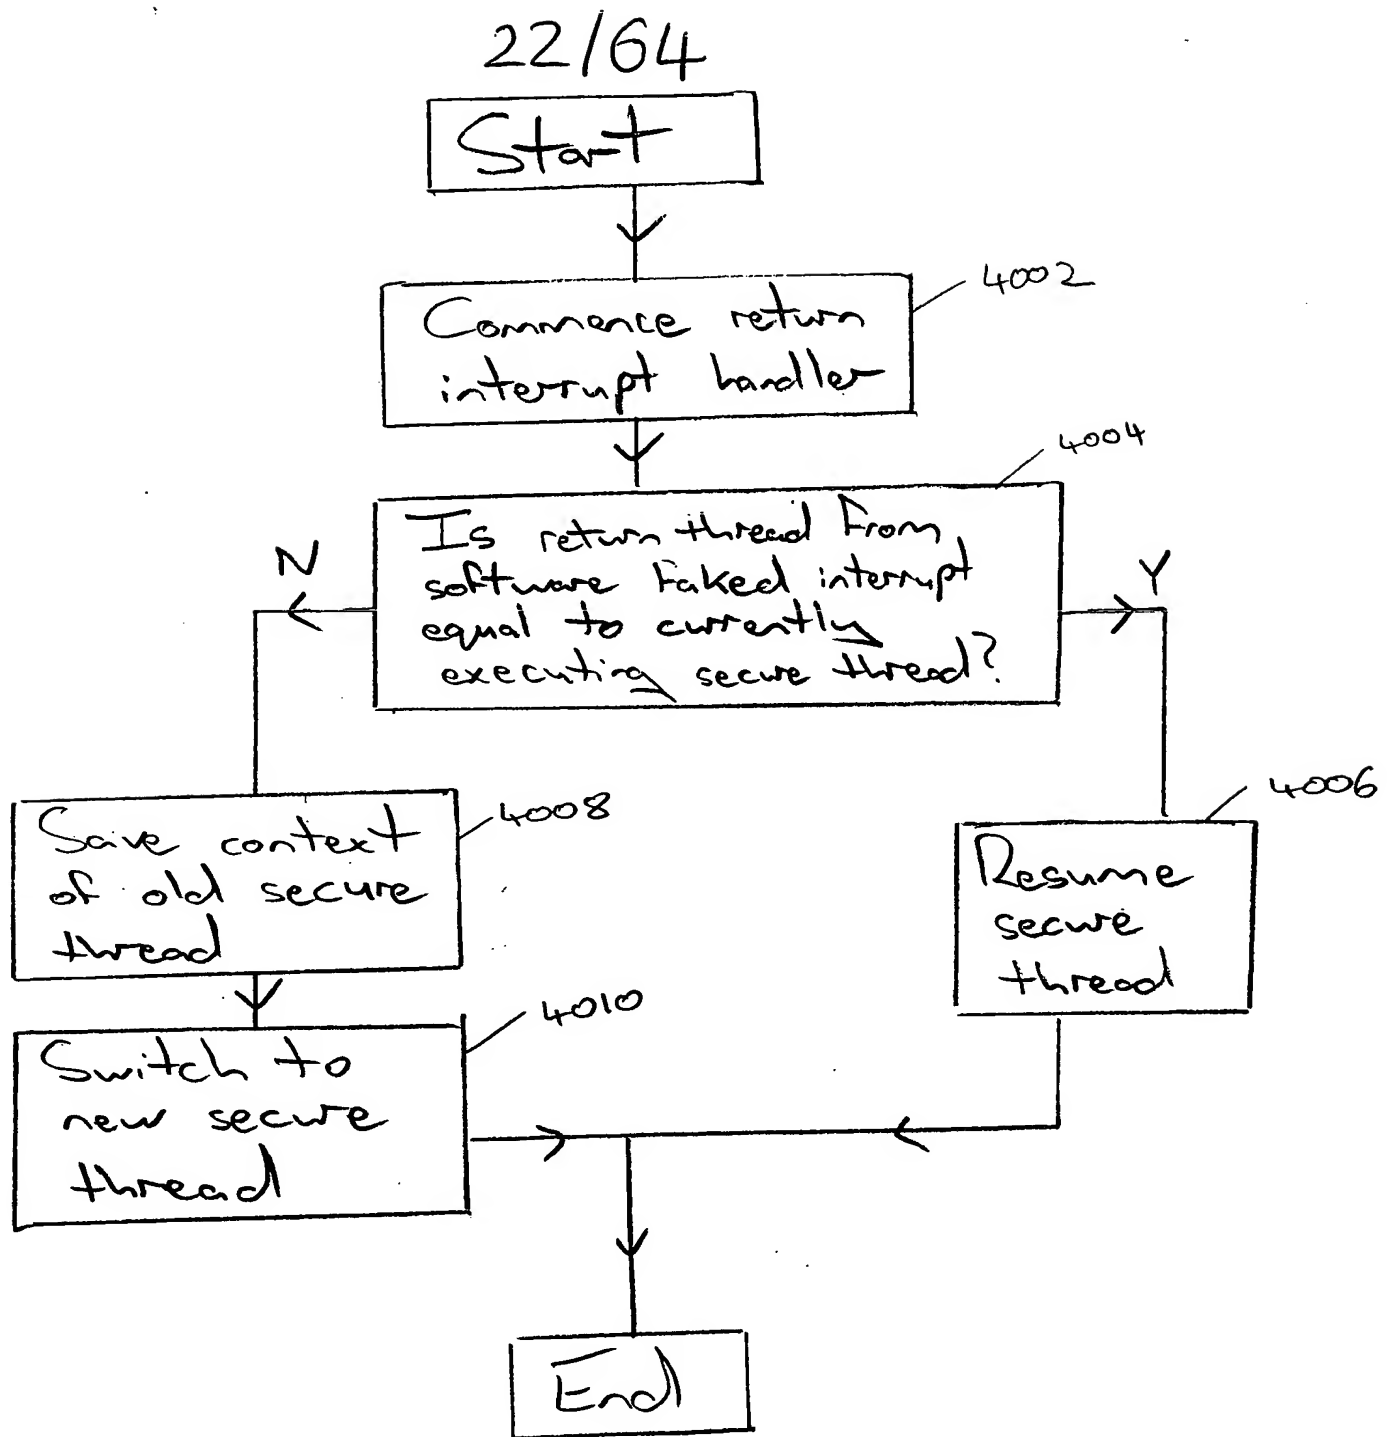 22/64
Start
4002
Commence return
interrupt handler
4004
Is return thread from
software faked interrupt
equal to currently
executing secure thread?
N
Y
4008
Save context
of old secure
thread
4006
Resume
secure
thread
4010
Switch to
new secure
thread
End